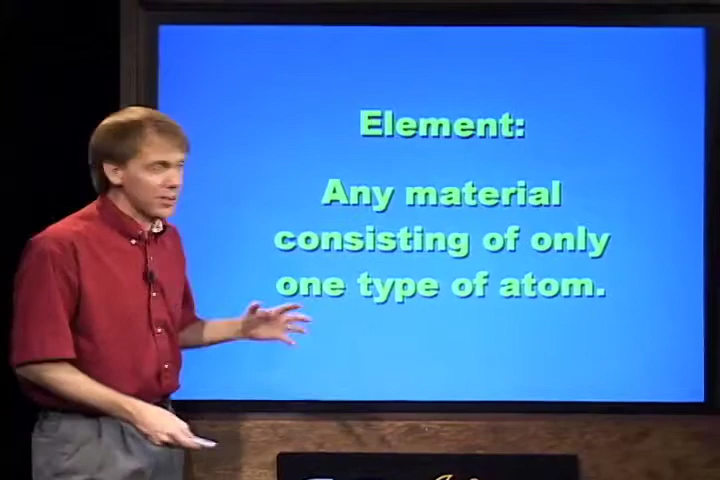 Element:
Any material
consisting of only
one type of atom.